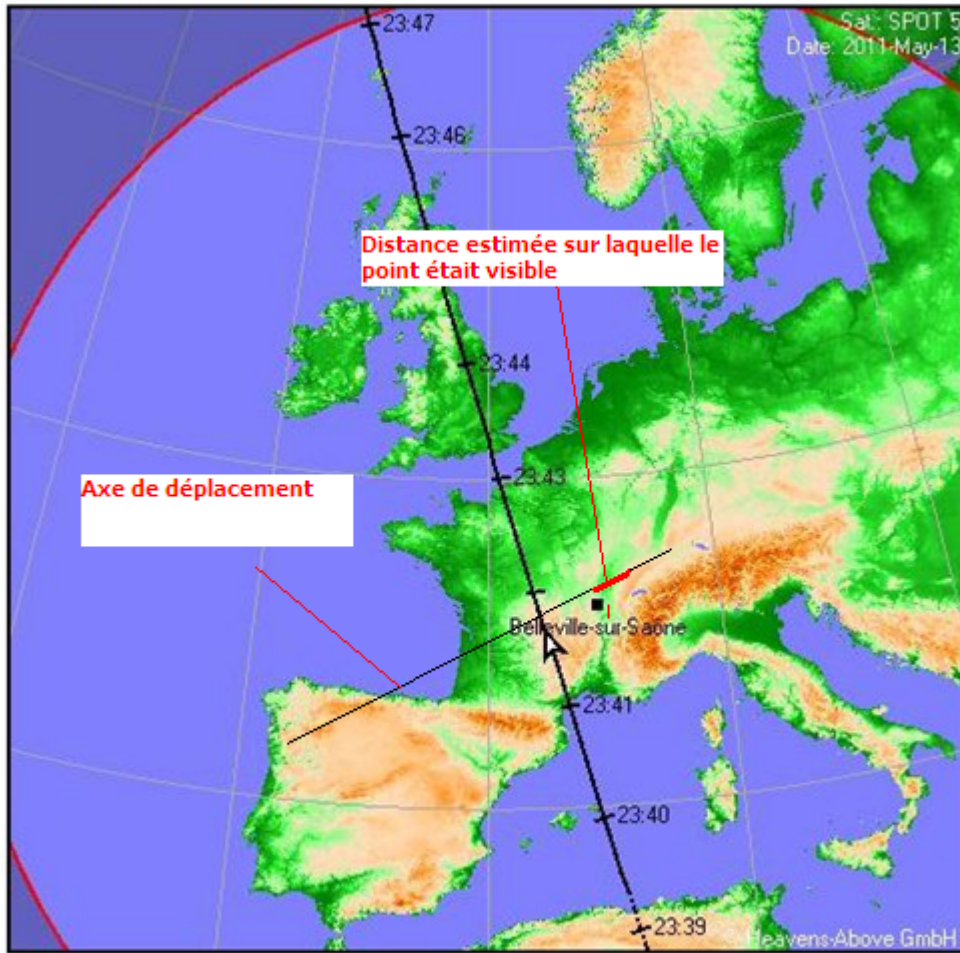 23:47
Sat.: SPOT 5
Date: 2011-May-13
23:46
Distance estimée sur laquelle le
point était visible
23:44
23:43
Axe de déplacement
Belleville-sur-Saône
23:41
23:40
23:39
© Heavens-Above GmbH